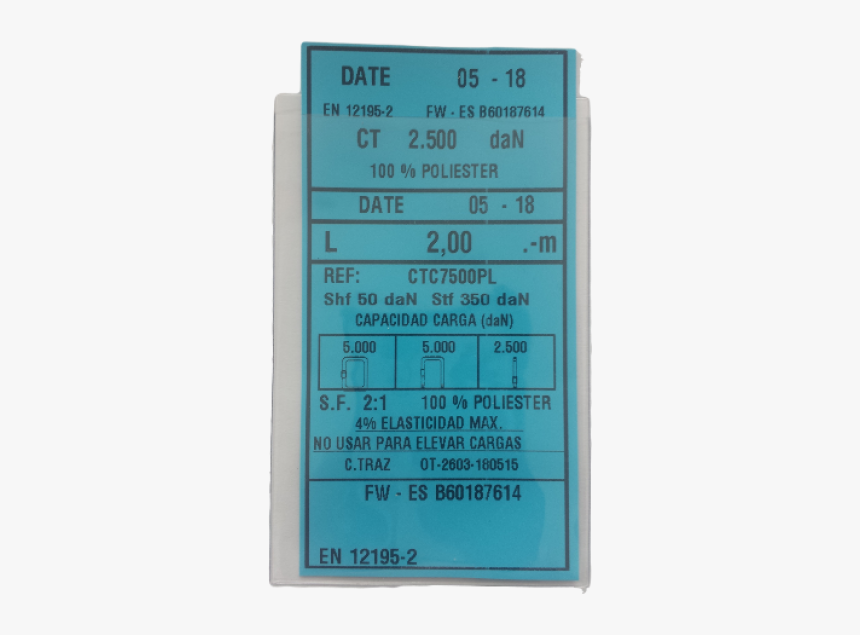 DATE 05 - 18
EN 12195-2 FW - ES B60187614
CT 2.500 daN
100 % POLIESTER
DATE 05 - 18
L 2,00 .-m
REF: CTC7500PL
Shf 50 daN Stf 350 daN
CAPACIDAD CARGA (daN)
5.000 5.000 2.500
S.F. 2:1 100 % POLIESTER
4% ELASTICIDAD MAX.
NO USAR PARA ELEVAR CARGAS
C.TRAZ OT-2603-180515
FW - ES B60187614
EN 12195-2